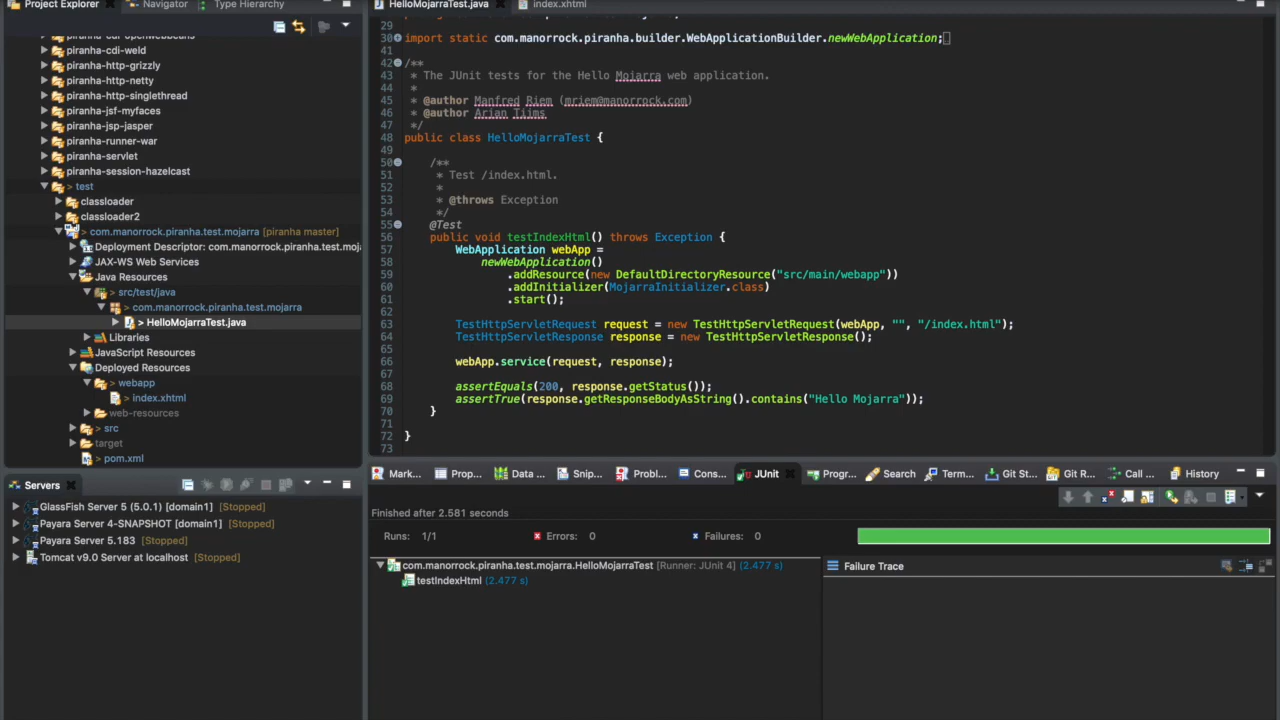 Project Explorer
Navigator
Type Hierarchy
piranha-cdi-openwebbeans
piranha-cdi-weld
piranha-http-grizzly
piranha-http-netty
piranha-http-singlethread
piranha-jsf-myfaces
piranha-jsp-jasper
piranha-runner-war
piranha-servlet
piranha-session-hazelcast
> test
classloader
classloader2
> com.manorrock.piranha.test.mojarra [piranha master]
Deployment Descriptor: com.manorrock.piranha.test.moj
JAX-WS Web Services
Java Resources
> src/test/java
> com.manorrock.piranha.test.mojarra
> HelloMojarraTest.java
Libraries
JavaScript Resources
Deployed Resources
> webapp
> index.xhtml
web-resources
> src
target
> pom.xml
Servers
GlassFish Server 5 (5.0.1) [domain1] [Stopped]
Payara Server 4-SNAPSHOT [domain1] [Stopped]
Payara Server 5.183 [Stopped]
Tomcat v9.0 Server at localhost [Stopped]
HelloMojarraTest.java
index.xhtml
29
30 import static com.manorrock.piranha.builder.WebApplicationBuilder.newWebApplication;
42 /**
43 * The JUnit tests for the Hello Mojarra web application.
44 *
45 * @author Manfred Riem (mriem@manorrock.com)
46 * @author Arjan Tijms
47 */
48 public class HelloMojarraTest {
49
50 /**
51 * Test /index.html.
52 *
53 * @throws Exception
54 */
55 @Test
56 public void testIndexHtml() throws Exception {
57 WebApplication webApp =
58 newWebApplication()
59 .addResource(new DefaultDirectoryResource("src/main/webapp"))
60 .addInitializer(MojarraInitializer.class)
61 .start();
62
63 TestHttpServletRequest request = new TestHttpServletRequest(webApp, "", "/index.html");
64 TestHttpServletResponse response = new TestHttpServletResponse();
65
66 webApp.service(request, response);
67
68 assertEquals(200, response.getStatus());
69 assertTrue(response.getResponseBodyAsString().contains("Hello Mojarra"));
70 }
71
72 }
73
Mark... Prop... Data ... Snip... Probl... Cons... JUnit Progr... Search Term... Git St... Git R... Call ... History
Finished after 2.581 seconds
Runs: 1/1 Errors: 0 Failures: 0
com.manorrock.piranha.test.mojarra.HelloMojarraTest [Runner: JUnit 4] (2.477 s)
testIndexHtml (2.477 s)
Failure Trace